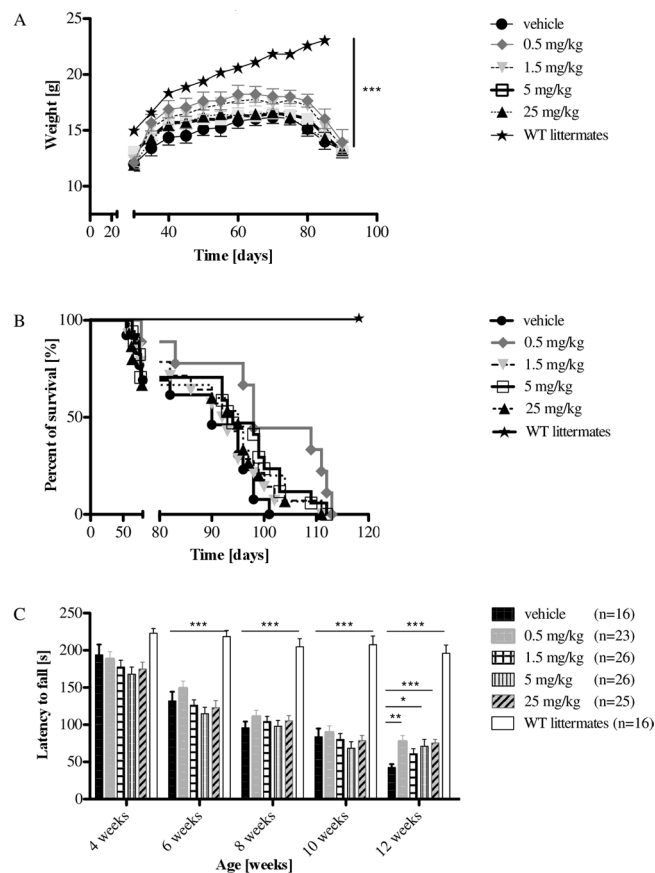 A
Weight [g]
25
20
15
10
0
20
40
60
80
100
Time [days]
***
vehicle
0.5 mg/kg
1.5 mg/kg
5 mg/kg
25 mg/kg
WT littermates
B
Percent of survival [%]
100
50
0
0
50
80
90
100
110
120
Time [days]
vehicle
0.5 mg/kg
1.5 mg/kg
5 mg/kg
25 mg/kg
WT littermates
C
Latency to fall [s]
250
200
150
100
50
0
***
***
***
***
***
*
**
4 weeks
6 weeks
8 weeks
10 weeks
12 weeks
Age [weeks]
vehicle (n=16)
0.5 mg/kg (n=23)
1.5 mg/kg (n=26)
5 mg/kg (n=26)
25 mg/kg (n=25)
WT littermates (n=16)